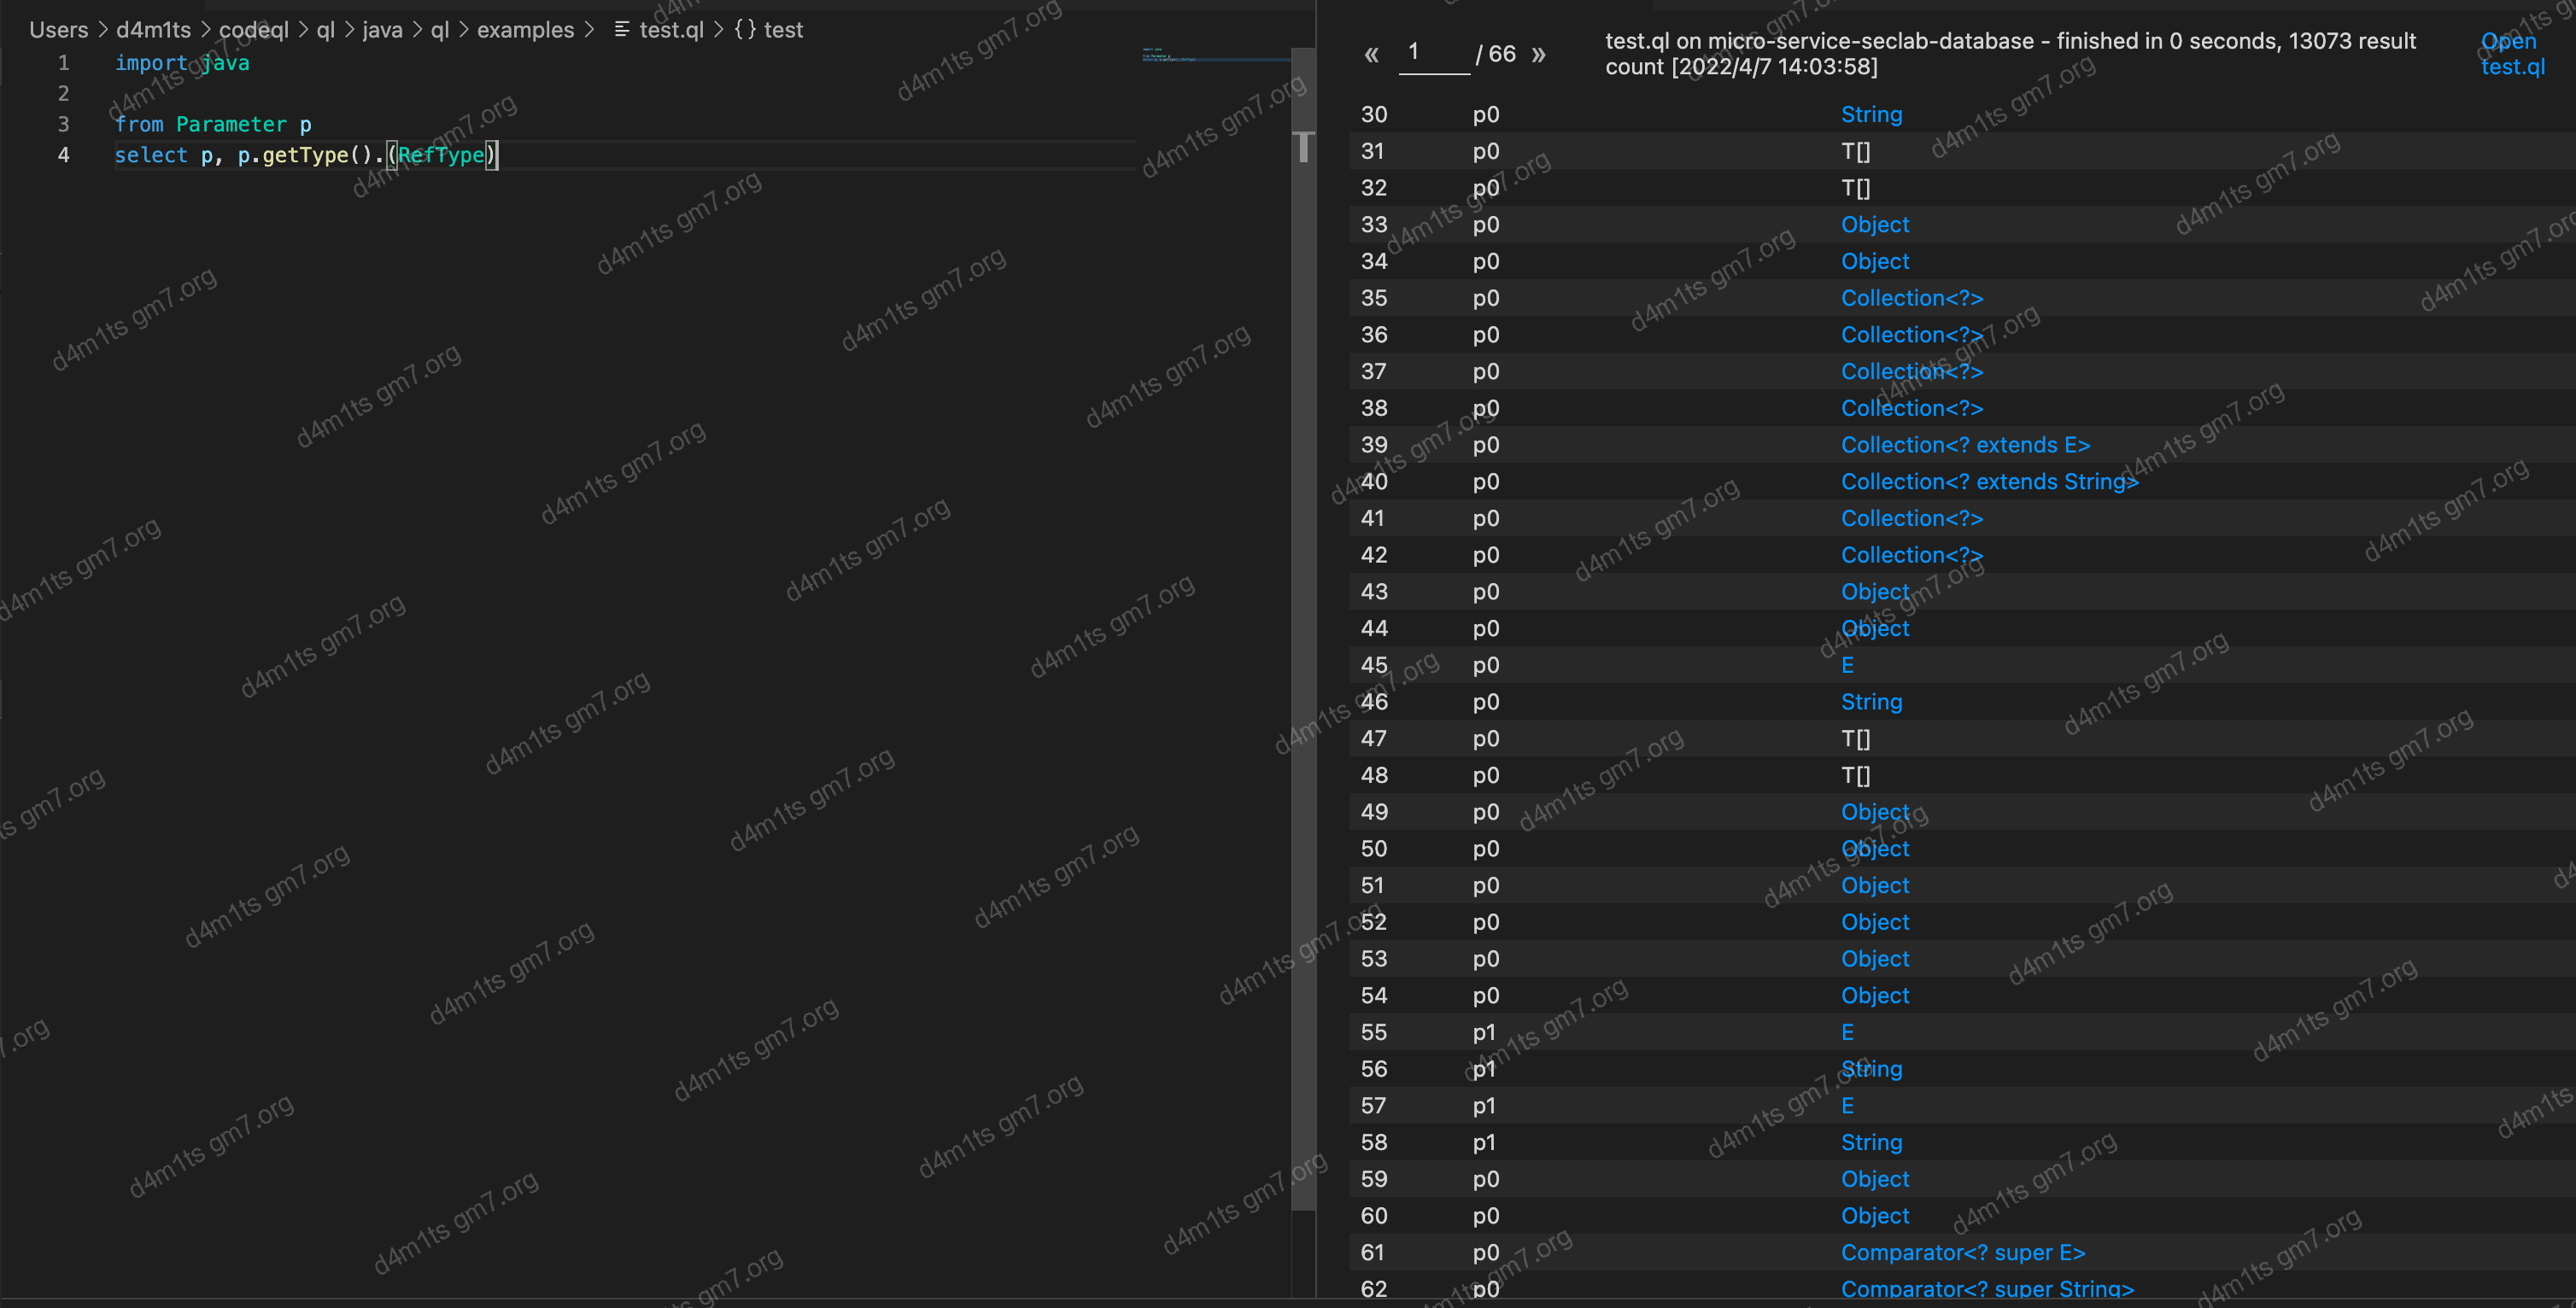 Users > d4m1ts > codeql > ql > java > ql > examples > test.ql > {} test
1 import java
2
3 from Parameter p
4 select p, p.getType().(RefType)
« 1 / 66 »
test.ql on micro-service-seclab-database - finished in 0 seconds, 13073 result count [2022/4/7 14:03:58]
Open test.ql
30 p0 String
31 p0 T[]
32 p0 T[]
33 p0 Object
34 p0 Object
35 p0 Collection<?>
36 p0 Collection<?>
37 p0 Collection<?>
38 p0 Collection<?>
39 p0 Collection<? extends E>
40 p0 Collection<? extends String>
41 p0 Collection<?>
42 p0 Collection<?>
43 p0 Object
44 p0 Object
45 p0 E
46 p0 String
47 p0 T[]
48 p0 T[]
49 p0 Object
50 p0 Object
51 p0 Object
52 p0 Object
53 p0 Object
54 p0 Object
55 p1 E
56 p1 String
57 p1 E
58 p1 String
59 p0 Object
60 p0 Object
61 p0 Comparator<? super E>
62 p0 Comparator<? super String>
d4m1ts gm7.org